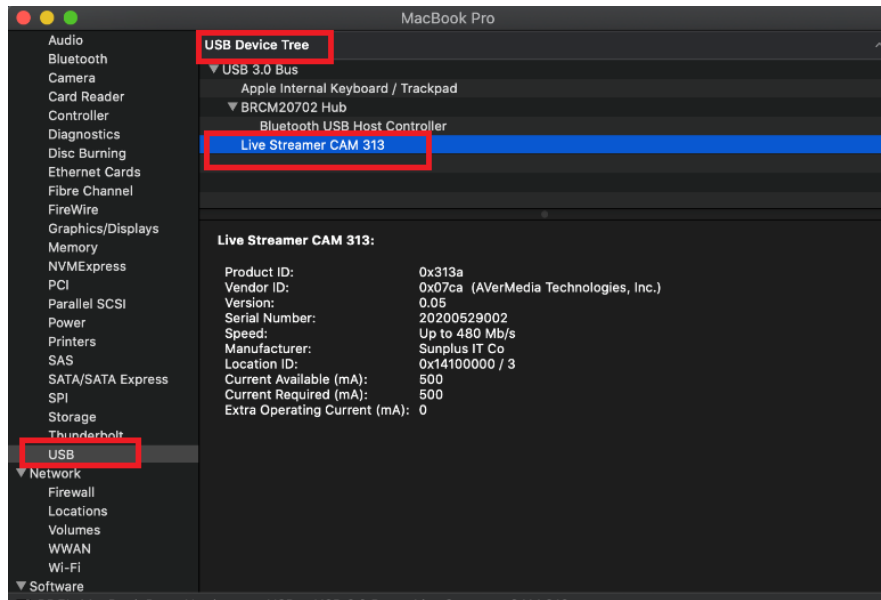 MacBook Pro
Audio
Bluetooth
Camera
Card Reader
Controller
Diagnostics
Disc Burning
Ethernet Cards
Fibre Channel
FireWire
Graphics/Displays
Memory
NVMExpress
PCI
Parallel SCSI
Power
Printers
SAS
SATA/SATA Express
SPI
Storage
Thunderbolt
USB
Network
Firewall
Locations
Volumes
WWAN
Wi-Fi
Software
USB Device Tree
USB 3.0 Bus
Apple Internal Keyboard / Trackpad
BRCM20702 Hub
Bluetooth USB Host Controller
Live Streamer CAM 313
Live Streamer CAM 313:
Product ID: 0x313a
Vendor ID: 0x07ca (AVerMedia Technologies, Inc.)
Version: 0.05
Serial Number: 20200529002
Speed: Up to 480 Mb/s
Manufacturer: Sunplus IT Co
Location ID: 0x14100000 / 3
Current Available (mA): 500
Current Required (mA): 500
Extra Operating Current (mA): 0